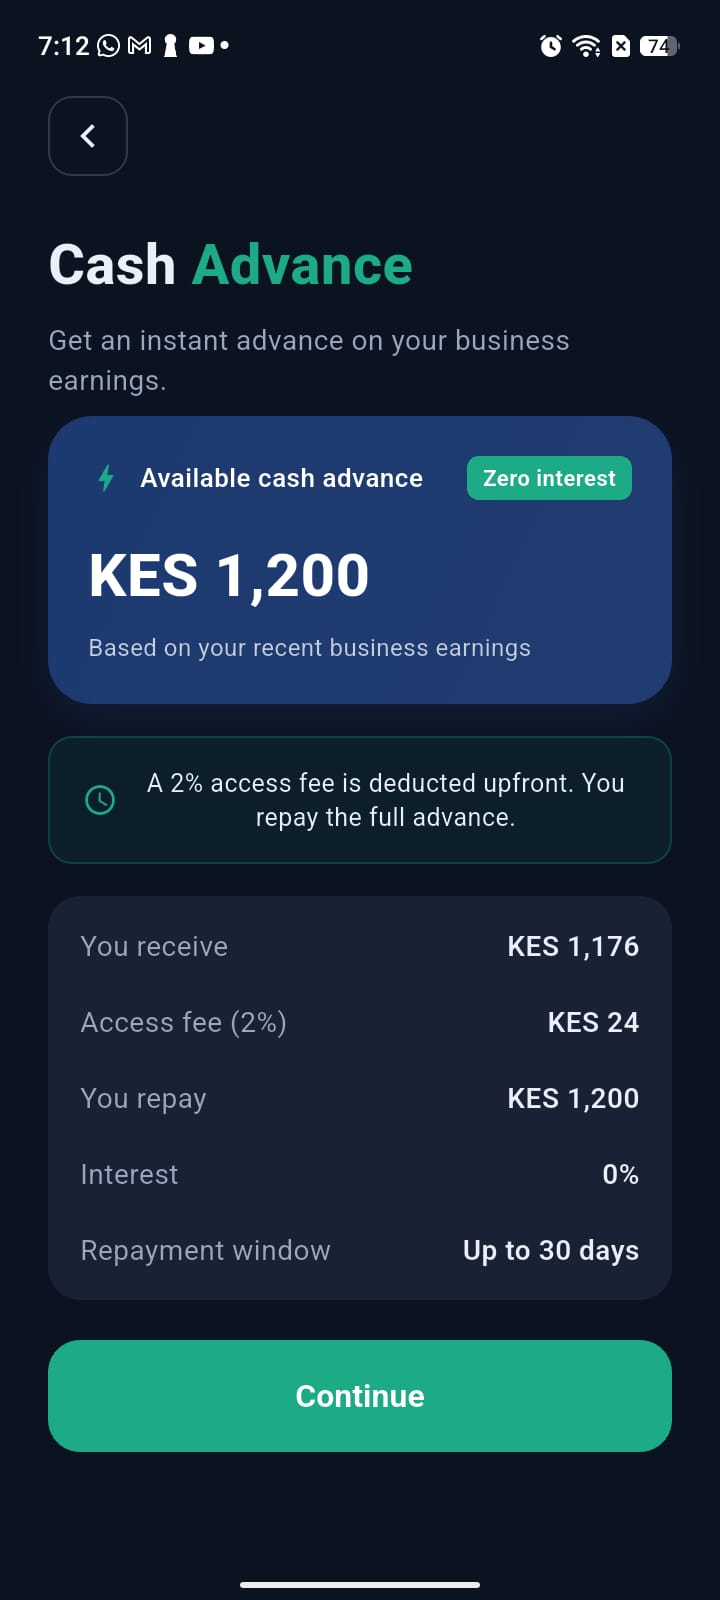 7:12
74
Cash Advance
Get an instant advance on your business
earnings.
Available cash advance
Zero interest
KES 1,200
Based on your recent business earnings
A 2% access fee is deducted upfront. You
repay the full advance.
You receive KES 1,176
Access fee (2%) KES 24
You repay KES 1,200
Interest 0%
Repayment window Up to 30 days
Continue